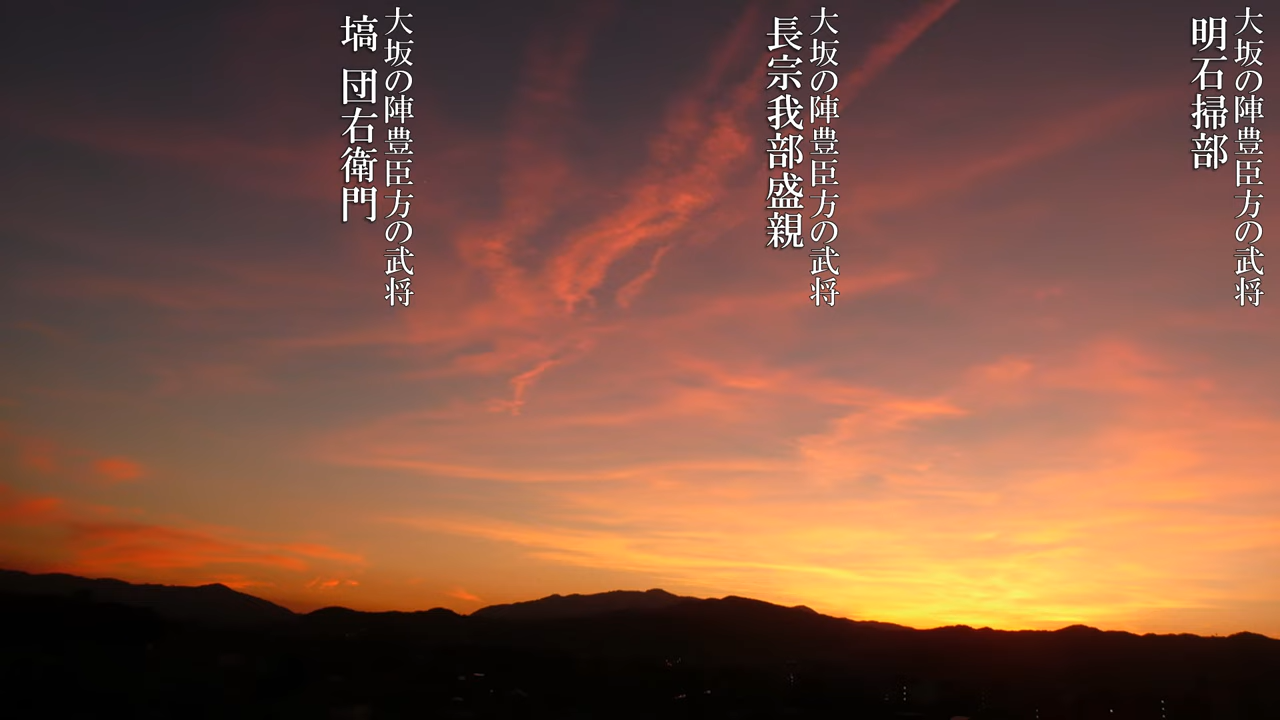 大坂の陣豊臣方の武将
明石掃部
大坂の陣豊臣方の武将
長宗我部盛親
大坂の陣豊臣方の武将
塙 団右衛門